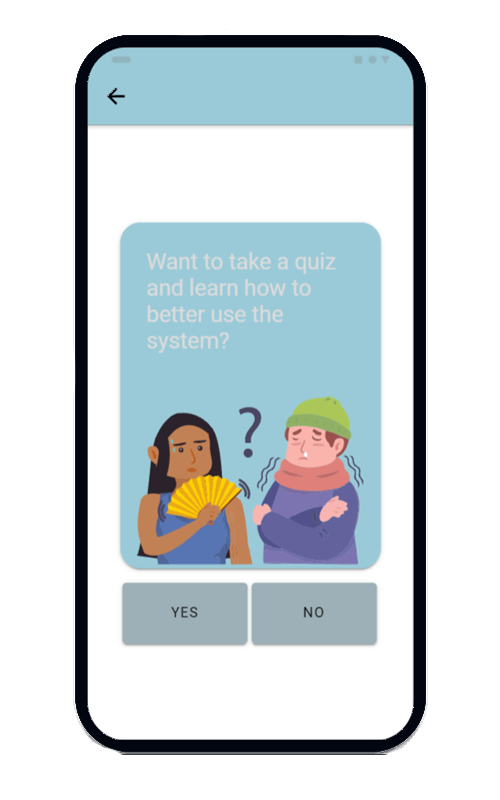 Want to take a quiz
and learn how to
better use the
system?
?
YES
NO